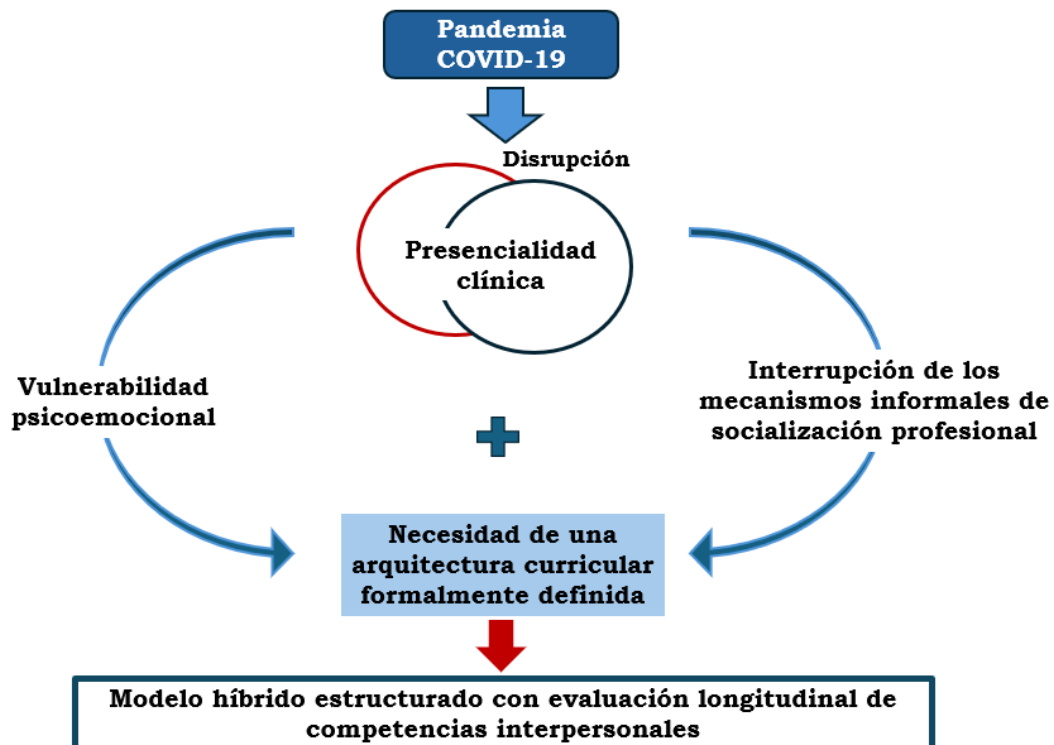 Pandemia
COVID-19
Disrupción
Presencialidad
clínica
Vulnerabilidad
psicoemocional
Interrupción de los
mecanismos informales de
socialización profesional
Necesidad de una
arquitectura curricular
formalmente definida
Modelo híbrido estructurado con evaluación longitudinal de
competencias interpersonales